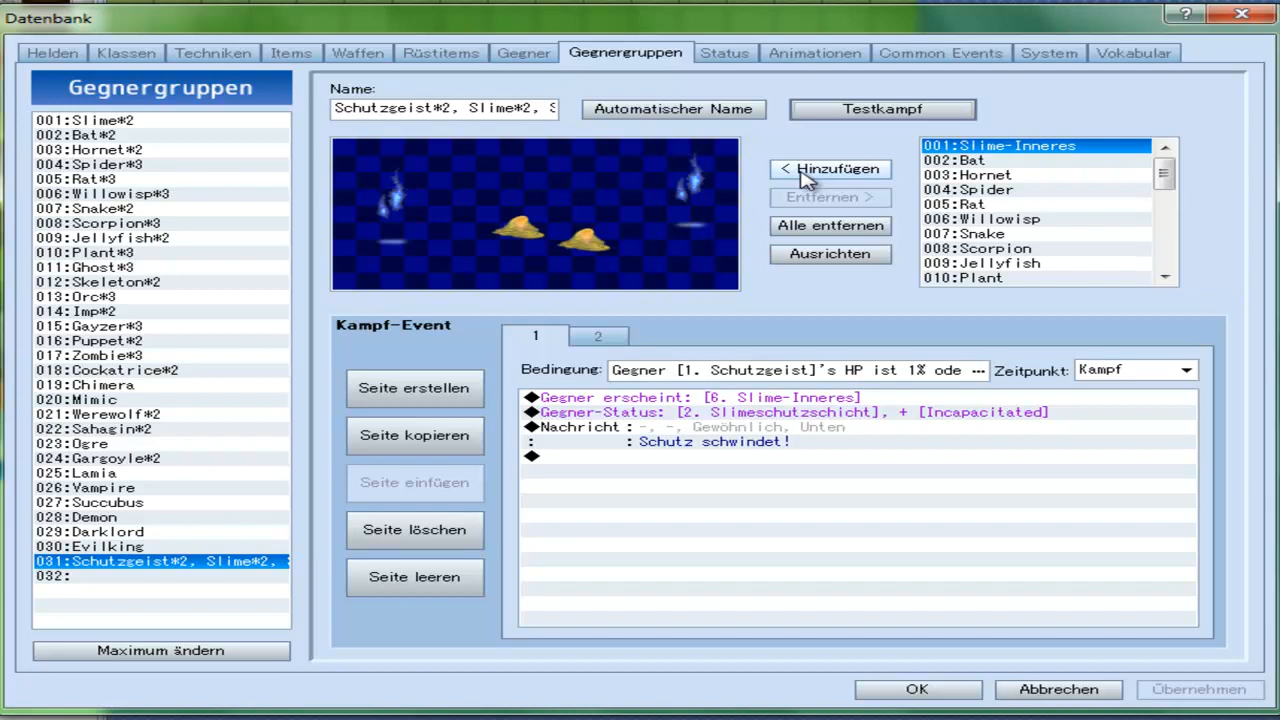 Datenbank
Helden
Klassen
Techniken
Items
Waffen
Rüstitems
Gegner
Gegnergruppen
Status
Animationen
Common Events
System
Vokabular
Gegnergruppen
001:Slime*2
002:Bat*2
003:Hornet*2
004:Spider*3
005:Rat*3
006:Willowisp*3
007:Snake*2
008:Scorpion*3
009:Jellyfish*2
010:Plant*3
011:Ghost*3
012:Skeleton*2
013:Orc*3
014:Imp*2
015:Gayzer*3
016:Puppet*2
017:Zombie*3
018:Cockatrice*2
019:Chimera
020:Mimic
021:Werewolf*2
022:Sahagin*2
023:Ogre
024:Gargoyle*2
025:Lamia
026:Vampire
027:Succubus
028:Demon
029:Darklord
030:Evilking
031:Schutzgeist*2, Slime*2,
032:
Maximum ändern
Name:
Schutzgeist*2, Slime*2, S
Automatischer Name
Testkampf
< Hinzufügen
Entfernen >
Alle entfernen
Ausrichten
001:Slime-Inneres
002:Bat
003:Hornet
004:Spider
005:Rat
006:Willowisp
007:Snake
008:Scorpion
009:Jellyfish
010:Plant
Kampf-Event
Seite erstellen
Seite kopieren
Seite einfügen
Seite löschen
Seite leeren
1
2
Bedingung: Gegner [1. Schutzgeist]'s HP ist 1% ode ... Zeitpunkt: Kampf
◆Gegner erscheint: [6. Slime-Inneres]
◆Gegner-Status: [2. Slimeschutzschicht], + [Incapacitated]
◆Nachricht : -, -, Gewöhnlich, Unten
: : Schutz schwindet!
◆
OK
Abbrechen
Übernehmen